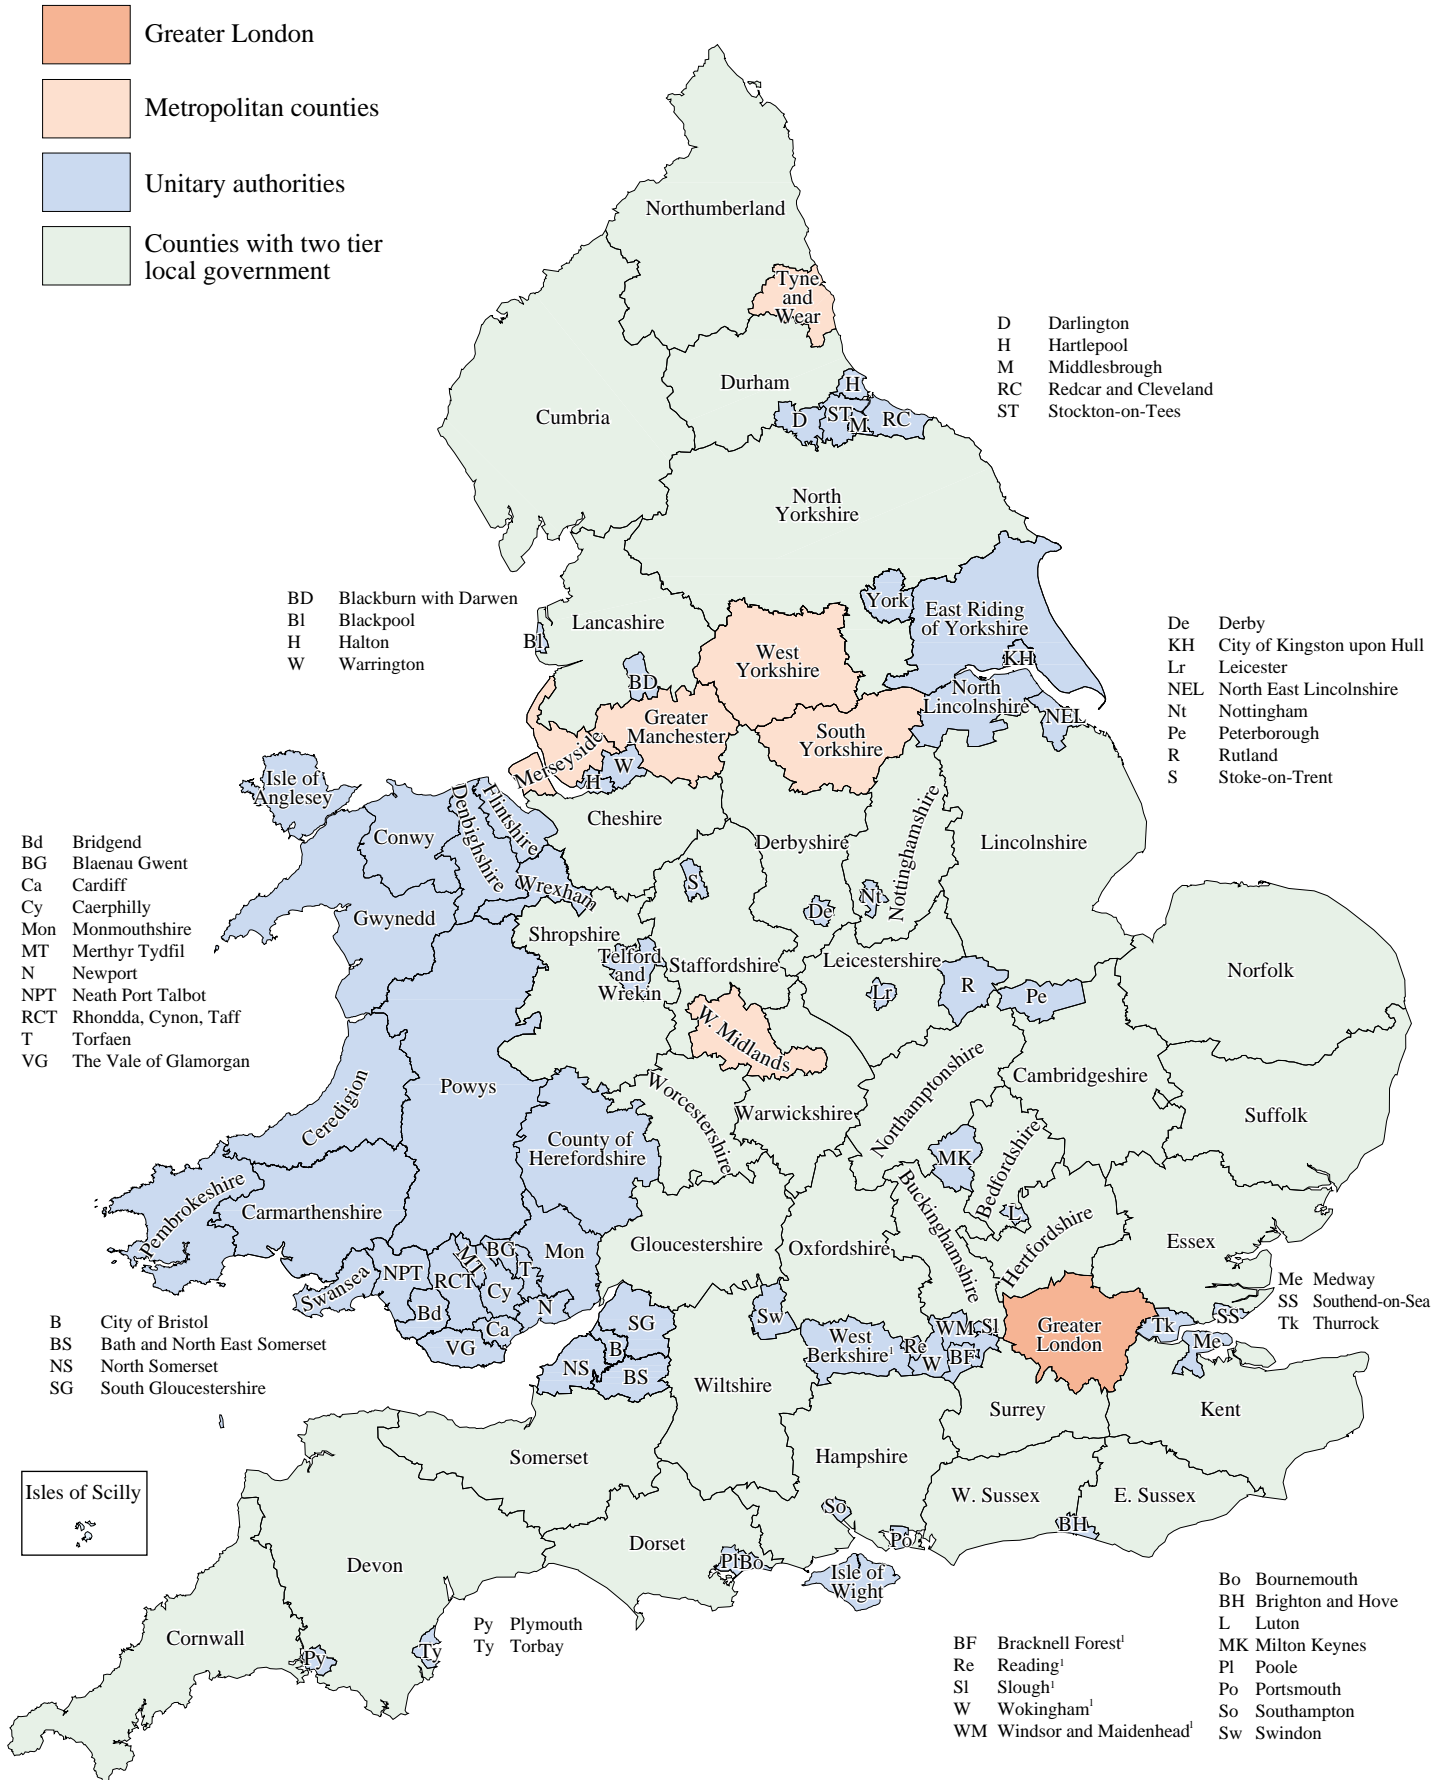 Greater London
Metropolitan counties
Unitary authorities
Counties with two tier
local government
Northumberland
Tyne
and
Wear
D Darlington
H Hartlepool
M Middlesbrough
RC Redcar and Cleveland
ST Stockton-on-Tees
Durham
H
Cumbria
D
ST
M
RC
North
Yorkshire
BD Blackburn with Darwen
Bl Blackpool
H Halton
W Warrington
York
East Riding
of Yorkshire
Lancashire
Bl
KH
De Derby
KH City of Kingston upon Hull
Lr Leicester
NEL North East Lincolnshire
Nt Nottingham
Pe Peterborough
R Rutland
S Stoke-on-Trent
West
Yorkshire
BD
North
Lincolnshire
NEL
Greater
Manchester
South
Yorkshire
Merseyside
W
H
Isle of
Anglesey
Conwy
Denbighshire
Flintshire
Cheshire
Derbyshire
Nottinghamshire
Lincolnshire
Bd Bridgend
BG Blaenau Gwent
Ca Cardiff
Cy Caerphilly
Mon Monmouthshire
MT Merthyr Tydfil
N Newport
NPT Neath Port Talbot
RCT Rhondda, Cynon, Taff
T Torfaen
VG The Vale of Glamorgan
Wrexham
S
De
Nt
Gwynedd
Shropshire
Telford
and
Wrekin
Staffordshire
Leicestershire
Lr
R
Pe
Norfolk
W. Midlands
Powys
Ceredigion
Worcestershire
Warwickshire
Northamptonshire
Cambridgeshire
Suffolk
County of
Herefordshire
MK
Bedfordshire
Pembrokeshire
Carmarthenshire
Buckinghamshire
L
Hertfordshire
Essex
Gloucestershire
Oxfordshire
Swansea
NPT
RCT
MT
BG
T
Mon
Cy
Bd
N
Ca
VG
Me Medway
SS Southend-on-Sea
Tk Thurrock
B City of Bristol
BS Bath and North East Somerset
NS North Somerset
SG South Gloucestershire
SG
B
NS
BS
Sw
West
Berkshire¹
Re
W
WM
BF
Sl
Greater
London
Tk
SS
Me
Wiltshire
Surrey
Kent
Somerset
Hampshire
Isles of Scilly
W. Sussex
E. Sussex
So
Po
BH
Devon
Dorset
Pl
Bo
Isle of
Wight
Cornwall
Py
Ty
Py Plymouth
Ty Torbay
BF Bracknell Forest¹
Re Reading¹
Sl Slough¹
W Wokingham¹
WM Windsor and Maidenhead¹
Bo Bournemouth
BH Brighton and Hove
L Luton
MK Milton Keynes
Pl Poole
Po Portsmouth
So Southampton
Sw Swindon